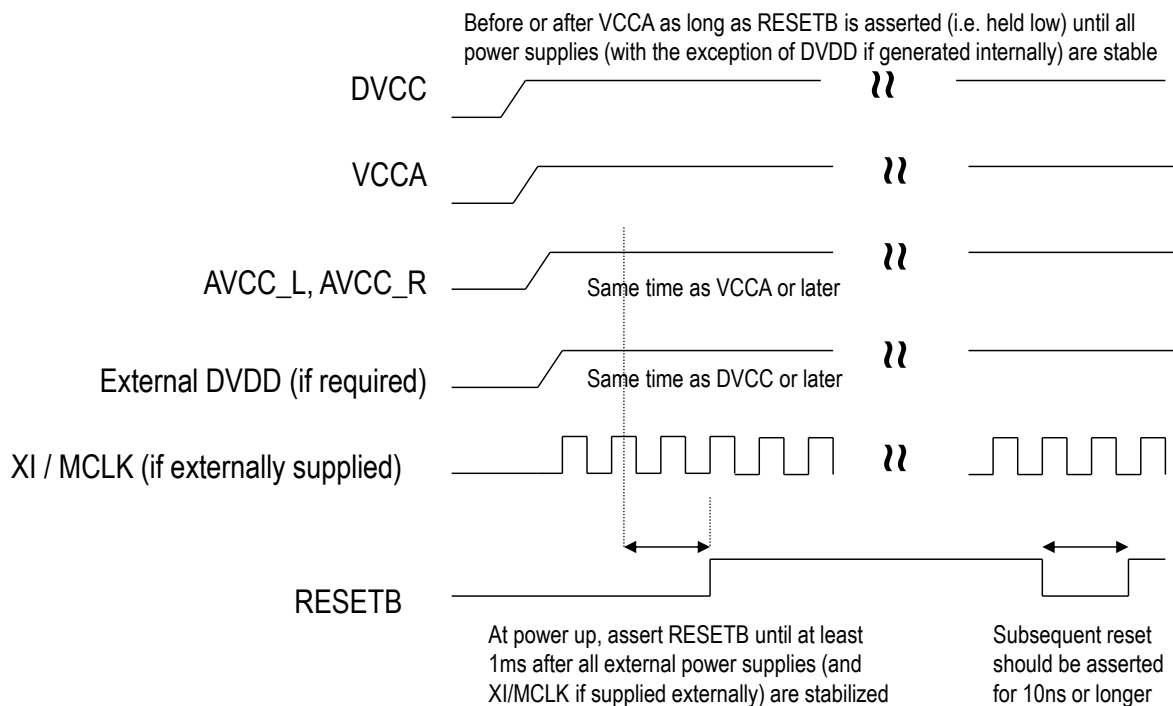 Before or after VCCA as long as RESETB is asserted (i.e. held low) until all
power supplies (with the exception of DVDD if generated internally) are stable
DVCC
VCCA
AVCC_L, AVCC_R
Same time as VCCA or later
External DVDD (if required)
Same time as DVCC or later
XI / MCLK (if externally supplied)
RESETB
At power up, assert RESETB until at least
1ms after all external power supplies (and
XI/MCLK if supplied externally) are stabilized
Subsequent reset
should be asserted
for 10ns or longer